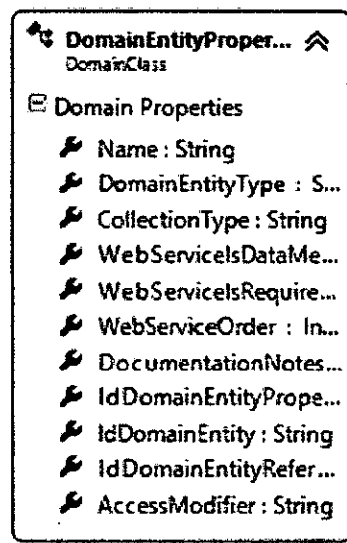 DomainEntityProper...
DomainClass
Domain Properties
Name : String
DomainEntityType : S...
CollectionType : String
WebServiceIsDataMe...
WebServiceIsRequire...
WebServiceOrder : In...
DocumentationNotes...
IdDomainEntityPrope...
IdDomainEntity : String
IdDomainEntityRefer...
AccessModifier : String